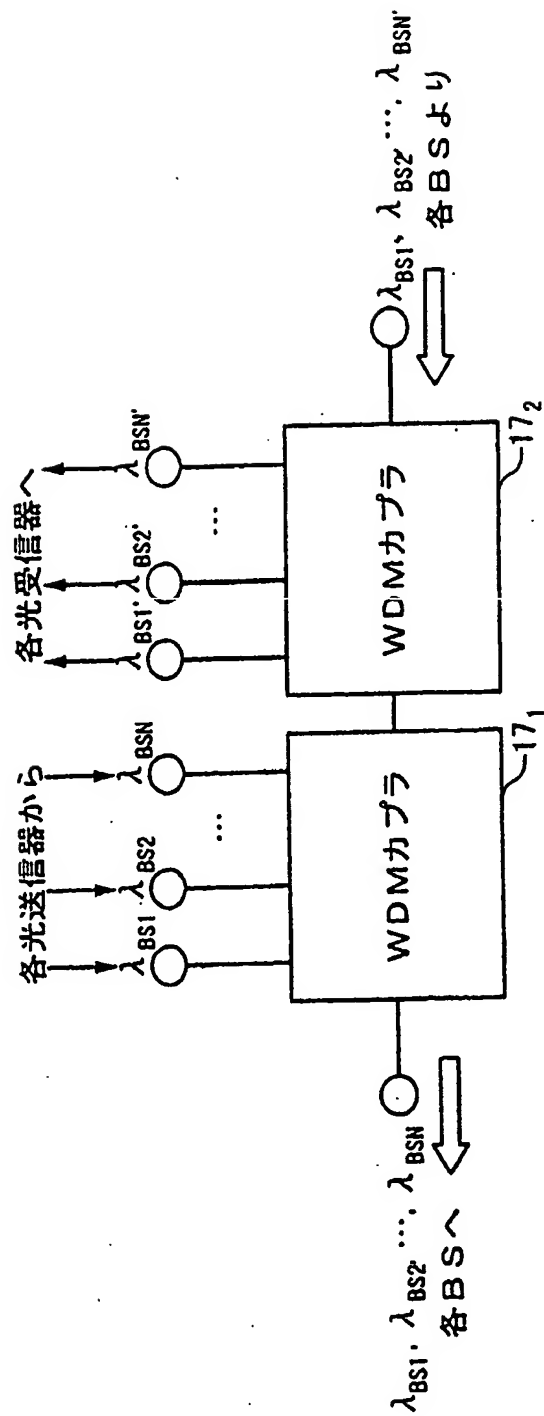 各光送信器から
各光受信器へ
λBS1
λBS2
…
λBSN
λBS1'
λBS2'
…
λBSN'
WDMカプラ
17₁
WDMカプラ
17₂
λBS1, λBS2, …, λBSN
各BSへ
λBS1', λBS2' …, λBSN'
各BSより